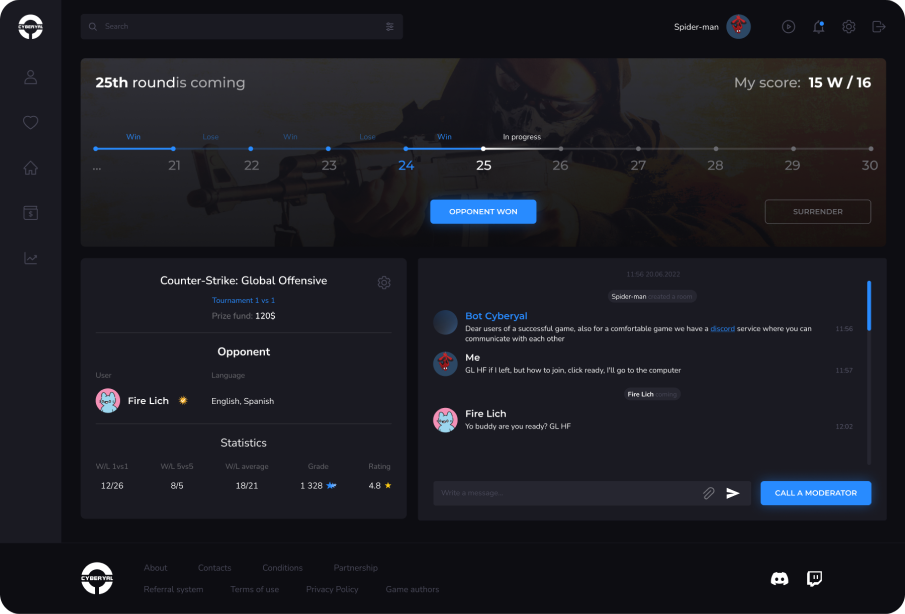 CYBERYAL
Search
Spider-man
25th roundis coming
My score: 15 W / 16
Win Lose Win Lose Win In progress
... 21 22 23 24 25 26 27 28 29 30
OPPONENT WON
SURRENDER
Counter-Strike: Global Offensive
Tournament 1 vs 1
Prize fund: 120$
Opponent
User Language
Fire Lich English, Spanish
Statistics
W/L 1vs1 W/L 5vs5 W/L average Grade Rating
12/26 8/5 18/21 1 328 4.8
11:56 20.06.2022
Spider-man created a room
Bot Cyberyal
Dear users of a successful game, also for a comfortable game we have a discord service where you can
communicate with each other
11:56
Me
GL HF if I left, but how to join, click ready, I'll go to the computer
11:57
Fire Lich coming
Fire Lich
Yo buddy are you ready? GL HF
12:02
Write a message...
CALL A MODERATOR
CYBERYAL
About Contacts Conditions Partnership
Referral system Terms of use Privacy Policy Game authors